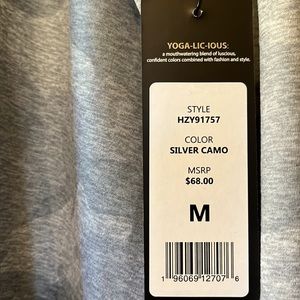 YOGA-LIC-IOUS:
a mouthwatering blend of luscious,
confident colors combined with fashion and style.
STYLE
HZY91757
COLOR
SILVER CAMO
MSRP
$68.00
M
1 96069 12707 6